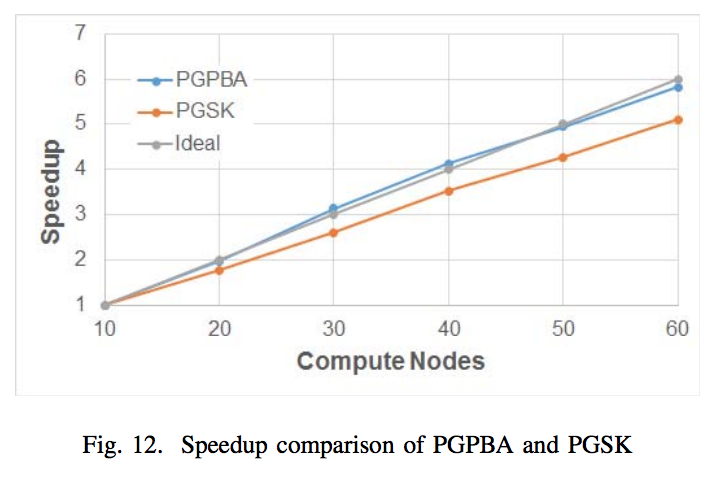 7
6
5
4
3
2
1
PGPBA
PGSK
Ideal
Speedup
10 20 30 40 50 60
Compute Nodes
Fig. 12. Speedup comparison of PGPBA and PGSK